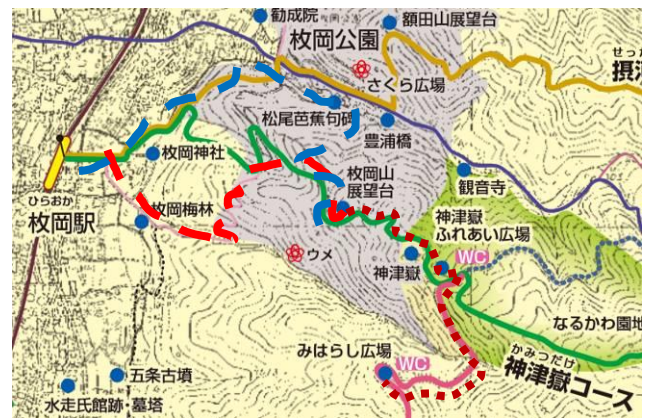 勧成院
額田山展望台
枚岡公園
せっ
摂津
さくら広場
松尾芭蕉句碑
豊浦橋
枚岡神社
枚岡山
展望台
観音寺
ひらおか
枚岡駅
枚岡梅林
神津嶽
ふれあい広場
WC
ウメ
神津嶽
なるかわ園地
みはらし広場
WC
かみつだけ
神津嶽コース
五条古墳
水走氏館跡・墓塔